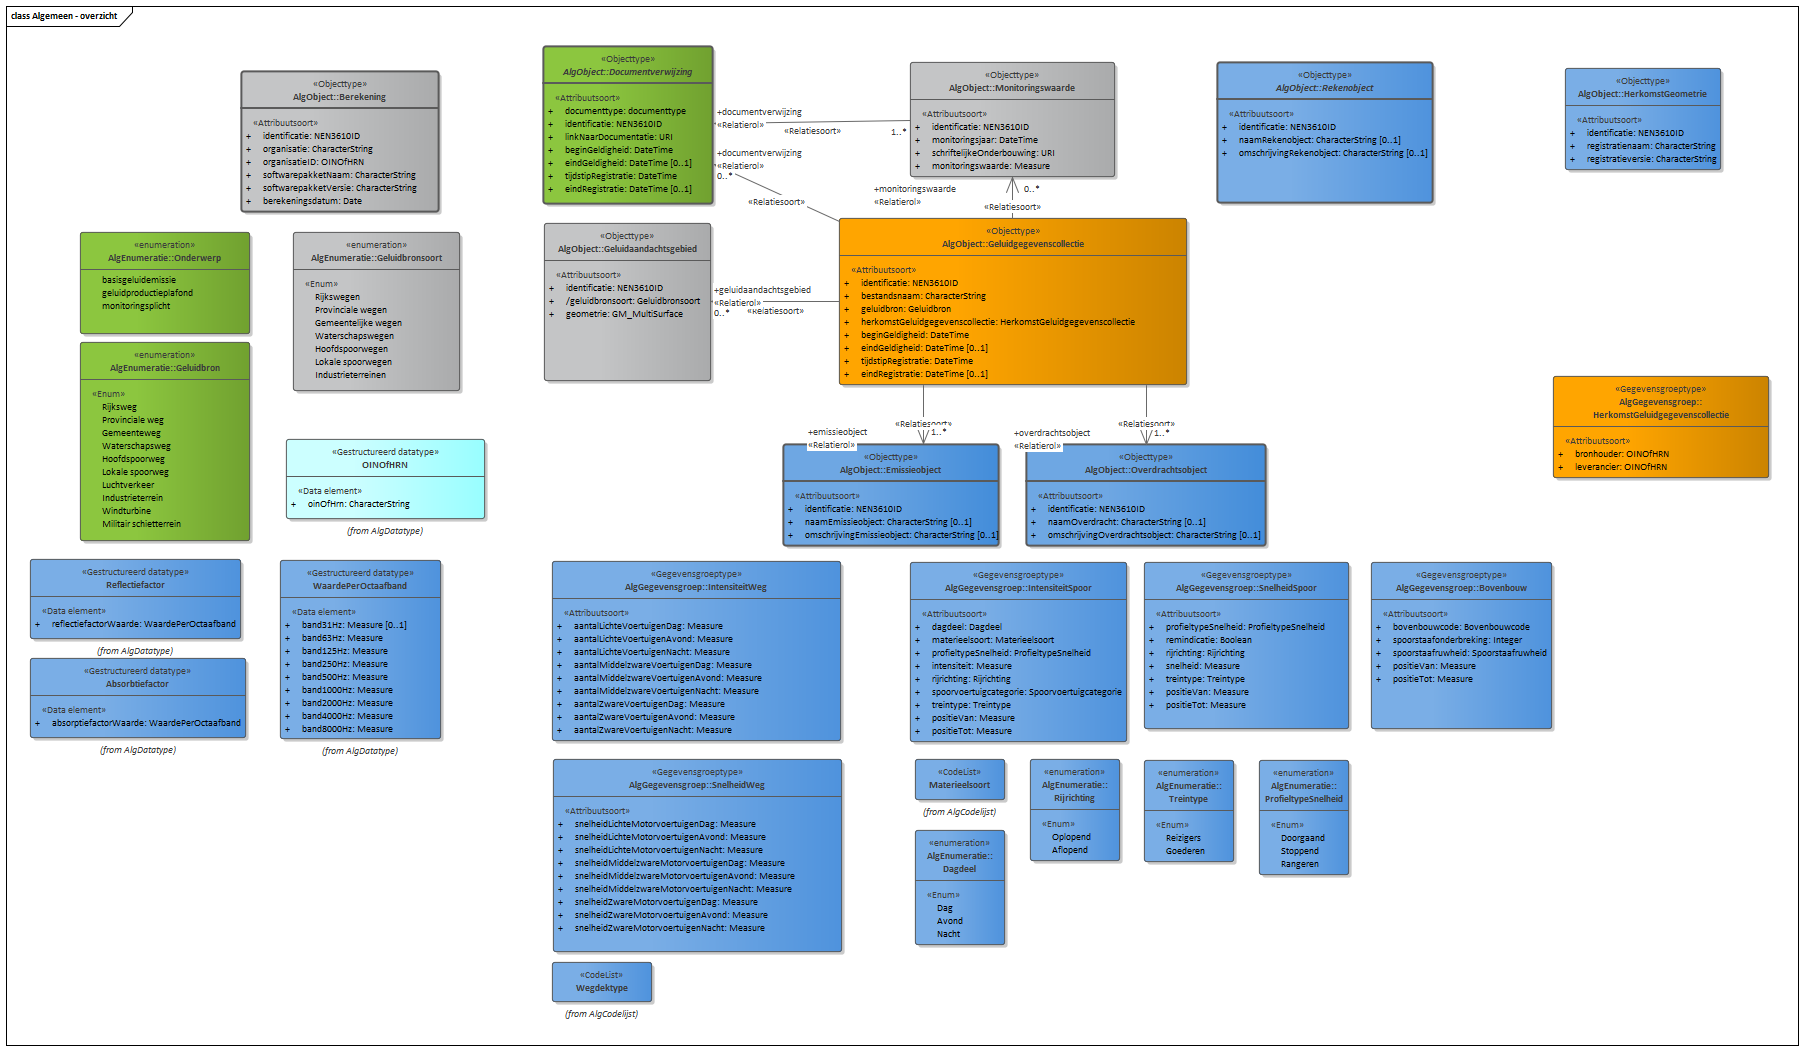 class Algemeen - overzicht
«Objecttype»
AlgObject::Berekening
«Attribuutsoort»
+ identificatie: NEN3610ID
+ organisatie: CharacterString
+ organisatieID: OINOfHRN
+ softwarepakketNaam: CharacterString
+ softwarepakketVersie: CharacterString
+ berekeningsdatum: Date
«Objecttype»
AlgObject::Documentverwijzing
«Attribuutsoort»
+ documenttype: documenttype
+ identificatie: NEN3610ID
+ linkNaarDocumentatie: URI
+ beginGeldigheid: DateTime
+ eindGeldigheid: DateTime [0..1]
+ tijdstipRegistratie: DateTime
+ eindRegistratie: DateTime [0..1]
+documentverwijzing
«Relatierol»
«Relatiesoort»
1..*
+documentverwijzing
«Relatierol»
0..*
«Relatiesoort»
«Objecttype»
AlgObject::Monitoringswaarde
«Attribuutsoort»
+ identificatie: NEN3610ID
+ monitoringsjaar: DateTime
+ schriftelijkeOnderbouwing: URI
+ monitoringswaarde: Measure
+monitoringswaarde
«Relatierol»
0..*
«Relatiesoort»
«Objecttype»
AlgObject::Rekenobject
«Attribuutsoort»
+ identificatie: NEN3610ID
+ naamRekenobject: CharacterString [0..1]
+ omschrijvingRekenobject: CharacterString [0..1]
«Objecttype»
AlgObject::HerkomstGeometrie
«Attribuutsoort»
+ identificatie: NEN3610ID
+ registratienaam: CharacterString
+ registratieversie: CharacterString
«enumeration»
AlgEnumeratie::Onderwerp
basisgeluidemissie
geluidproductieplafond
monitoringsplicht
«enumeration»
AlgEnumeratie::Geluidbronsoort
«Enum»
Rijkswegen
Provinciale wegen
Gemeentelijke wegen
Waterschapswegen
Hoofdspoorwegen
Lokale spoorwegen
Industrieterreinen
«Objecttype»
AlgObject::Geluidaandachtsgebied
«Attribuutsoort»
+ identificatie: NEN3610ID
+ /geluidbronsoort: Geluidbronsoort
+ geometrie: GM_MultiSurface
+geluidaandachtsgebied
«Relatierol»
0..*
«Relatiesoort»
«Objecttype»
AlgObject::Geluidgegevenscollectie
«Attribuutsoort»
+ identificatie: NEN3610ID
+ bestandsnaam: CharacterString
+ geluidbron: Geluidbron
+ herkomstGeluidgegevenscollectie: HerkomstGeluidgegevenscollectie
+ beginGeldigheid: DateTime
+ eindGeldigheid: DateTime [0..1]
+ tijdstipRegistratie: DateTime
+ eindRegistratie: DateTime [0..1]
«enumeration»
AlgEnumeratie::Geluidbron
«Enum»
Rijksweg
Provinciale weg
Gemeenteweg
Waterschapsweg
Hoofdspoorweg
Lokale spoorweg
Luchtverkeer
Industrieterrein
Windturbine
Militair schietterrein
«Gestructureerd datatype»
OINOfHRN
«Data element»
+ oinOfHrn: CharacterString
(from AlgDatatype)
«Relatiesoort»
+emissieobject
«Relatierol»
1..*
«Relatiesoort»
+overdrachtsobject
«Relatierol»
1..*
«Objecttype»
AlgObject::Emissieobject
«Attribuutsoort»
+ identificatie: NEN3610ID
+ naamEmissieobject: CharacterString [0..1]
+ omschrijvingEmissieobject: CharacterString [0..1]
«Objecttype»
AlgObject::Overdrachtsobject
«Attribuutsoort»
+ identificatie: NEN3610ID
+ naamOverdracht: CharacterString [0..1]
+ omschrijvingOverdrachtsobject: CharacterString [0..1]
«Gegevensgroeptype»
AlgGegevensgroep::
HerkomstGeluidgegevenscollectie
«Attribuutsoort»
+ bronhouder: OINOfHRN
+ leverancier: OINOfHRN
«Gestructureerd datatype»
Reflectiefactor
«Data element»
+ reflectiefactorWaarde: WaardePerOctaafband
(from AlgDatatype)
«Gestructureerd datatype»
Absorbtiefactor
«Data element»
+ absorptiefactorWaarde: WaardePerOctaafband
(from AlgDatatype)
«Gestructureerd datatype»
WaardePerOctaafband
«Data element»
+ band31Hz: Measure [0..1]
+ band63Hz: Measure
+ band125Hz: Measure
+ band250Hz: Measure
+ band500Hz: Measure
+ band1000Hz: Measure
+ band2000Hz: Measure
+ band4000Hz: Measure
+ band8000Hz: Measure
(from AlgDatatype)
«Gegevensgroeptype»
AlgGegevensgroep::IntensiteitWeg
«Attribuutsoort»
+ aantalLichteVoertuigenDag: Measure
+ aantalLichteVoertuigenAvond: Measure
+ aantalLichteVoertuigenNacht: Measure
+ aantalMiddelzwareVoertuigenDag: Measure
+ aantalMiddelzwareVoertuigenAvond: Measure
+ aantalMiddelzwareVoertuigenNacht: Measure
+ aantalZwareVoertuigenDag: Measure
+ aantalZwareVoertuigenAvond: Measure
+ aantalZwareVoertuigenNacht: Measure
«Gegevensgroeptype»
AlgGegevensgroep::IntensiteitSpoor
«Attribuutsoort»
+ dagdeel: Dagdeel
+ materieelsoort: Materieelsoort
+ profieltypeSnelheid: ProfieltypeSnelheid
+ intensiteit: Measure
+ rijrichting: Rijrichting
+ spoorvoertuigcategorie: Spoorvoertuigcategorie
+ treintype: Treintype
+ positieVan: Measure
+ positieTot: Measure
«Gegevensgroeptype»
AlgGegevensgroep::SnelheidSpoor
«Attribuutsoort»
+ profieltypeSnelheid: ProfieltypeSnelheid
+ remindicatie: Boolean
+ rijrichting: Rijrichting
+ snelheid: Measure
+ treintype: Treintype
+ positieVan: Measure
+ positieTot: Measure
«Gegevensgroeptype»
AlgGegevensgroep::Bovenbouw
«Attribuutsoort»
+ bovenbouwcode: Bovenbouwcode
+ spoorstaafonderbreking: Integer
+ spoorstaafruwheid: Spoorstaafruwheid
+ positieVan: Measure
+ positieTot: Measure
«Gegevensgroeptype»
AlgGegevensgroep::SnelheidWeg
«Attribuutsoort»
+ snelheidLichteMotorvoertuigenDag: Measure
+ snelheidLichteMotorvoertuigenAvond: Measure
+ snelheidLichteMotorvoertuigenNacht: Measure
+ snelheidMiddelzwareMotorvoertuigenDag: Measure
+ snelheidMiddelzwareMotorvoertuigenAvond: Measure
+ snelheidMiddelzwareMotorvoertuigenNacht: Measure
+ snelheidZwareMotorvoertuigenDag: Measure
+ snelheidZwareMotorvoertuigenAvond: Measure
+ snelheidZwareMotorvoertuigenNacht: Measure
«CodeList»
Materieelsoort
(from AlgCodelijst)
«enumeration»
AlgEnumeratie::
Dagdeel
«Enum»
Dag
Avond
Nacht
«enumeration»
AlgEnumeratie::
Rijrichting
«Enum»
Oplopend
Aflopend
«enumeration»
AlgEnumeratie::
Treintype
«Enum»
Reizigers
Goederen
«enumeration»
AlgEnumeratie::
ProfieltypeSnelheid
«Enum»
Doorgaand
Stoppend
Rangeren
«CodeList»
Wegdektype
(from AlgCodelijst)